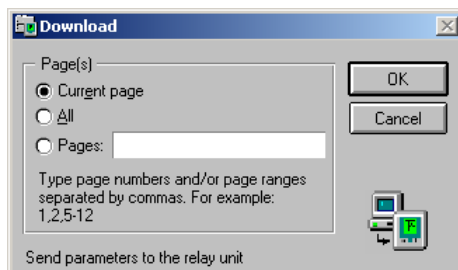 Download
Page(s)
Current page
All
Pages:
Type page numbers and/or page ranges
separated by commas. For example:
1,2,5-12
OK
Cancel
Send parameters to the relay unit